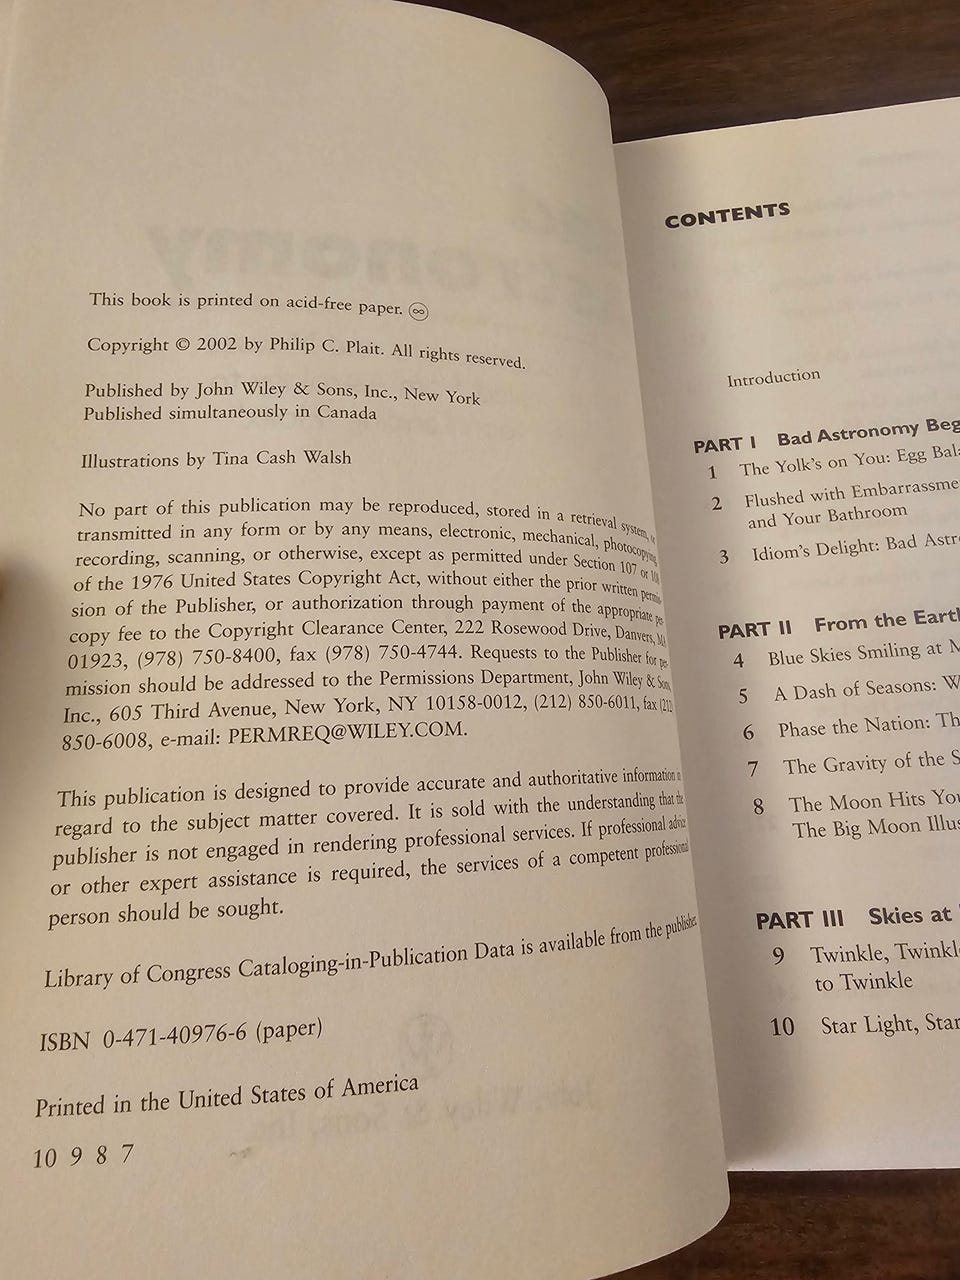 This book is printed on acid-free paper. ♾
Copyright © 2002 by Philip C. Plait. All rights reserved.
Published by John Wiley & Sons, Inc., New York
Published simultaneously in Canada
Illustrations by Tina Cash Walsh
No part of this publication may be reproduced, stored in a retrieval system, or
transmitted in any form or by any means, electronic, mechanical, photocopying,
recording, scanning, or otherwise, except as permitted under Section 107 or 108
of the 1976 United States Copyright Act, without either the prior written permis-
sion of the Publisher, or authorization through payment of the appropriate per-
copy fee to the Copyright Clearance Center, 222 Rosewood Drive, Danvers, MA
01923, (978) 750-8400, fax (978) 750-4744. Requests to the Publisher for per-
mission should be addressed to the Permissions Department, John Wiley & Sons,
Inc., 605 Third Avenue, New York, NY 10158-0012, (212) 850-6011, fax (212)
850-6008, e-mail: PERMREQ@WILEY.COM.
This publication is designed to provide accurate and authoritative information in
regard to the subject matter covered. It is sold with the understanding that the
publisher is not engaged in rendering professional services. If professional advice
or other expert assistance is required, the services of a competent professional
person should be sought.
Library of Congress Cataloging-in-Publication Data is available from the publisher.
ISBN 0-471-40976-6 (paper)
Printed in the United States of America
10 9 8 7
CONTENTS
Introduction
PART I Bad Astronomy Beg
1 The Yolk's on You: Egg Bala
2 Flushed with Embarrassme
and Your Bathroom
3 Idiom's Delight: Bad Astr
PART II From the Earth
4 Blue Skies Smiling at M
5 A Dash of Seasons: W
6 Phase the Nation: Th
7 The Gravity of the S
8 The Moon Hits You
The Big Moon Illus
PART III Skies at
9 Twinkle, Twinkl
to Twinkle
10 Star Light, Star